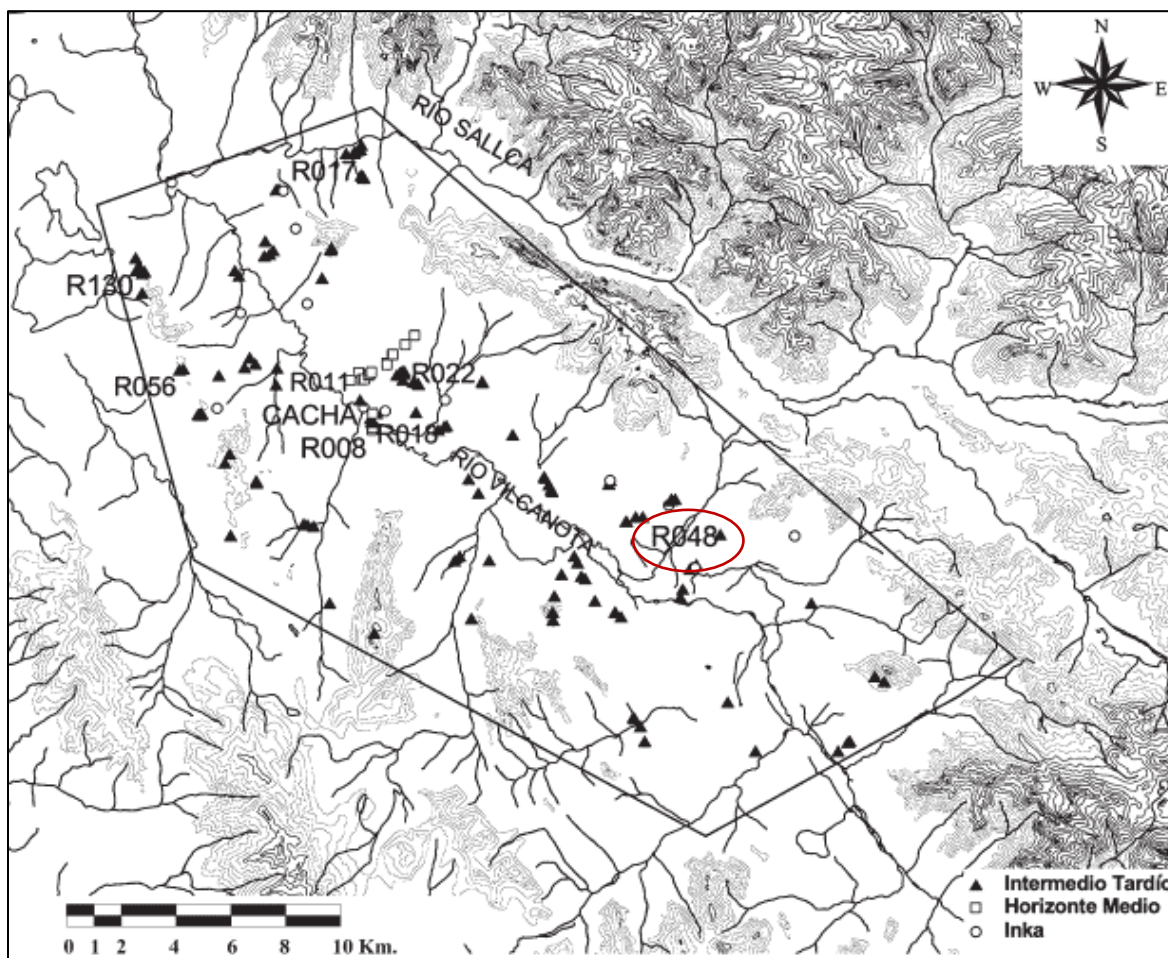 N
W E
S
RÍO SALLCA
R017
R130
R056
R011
R022
CACHA
R018
R008
RÍO VILCANOTA
R048
Intermedio Tardío
Horizonte Medio
Inka
0 1 2 4 6 8 10 Km.